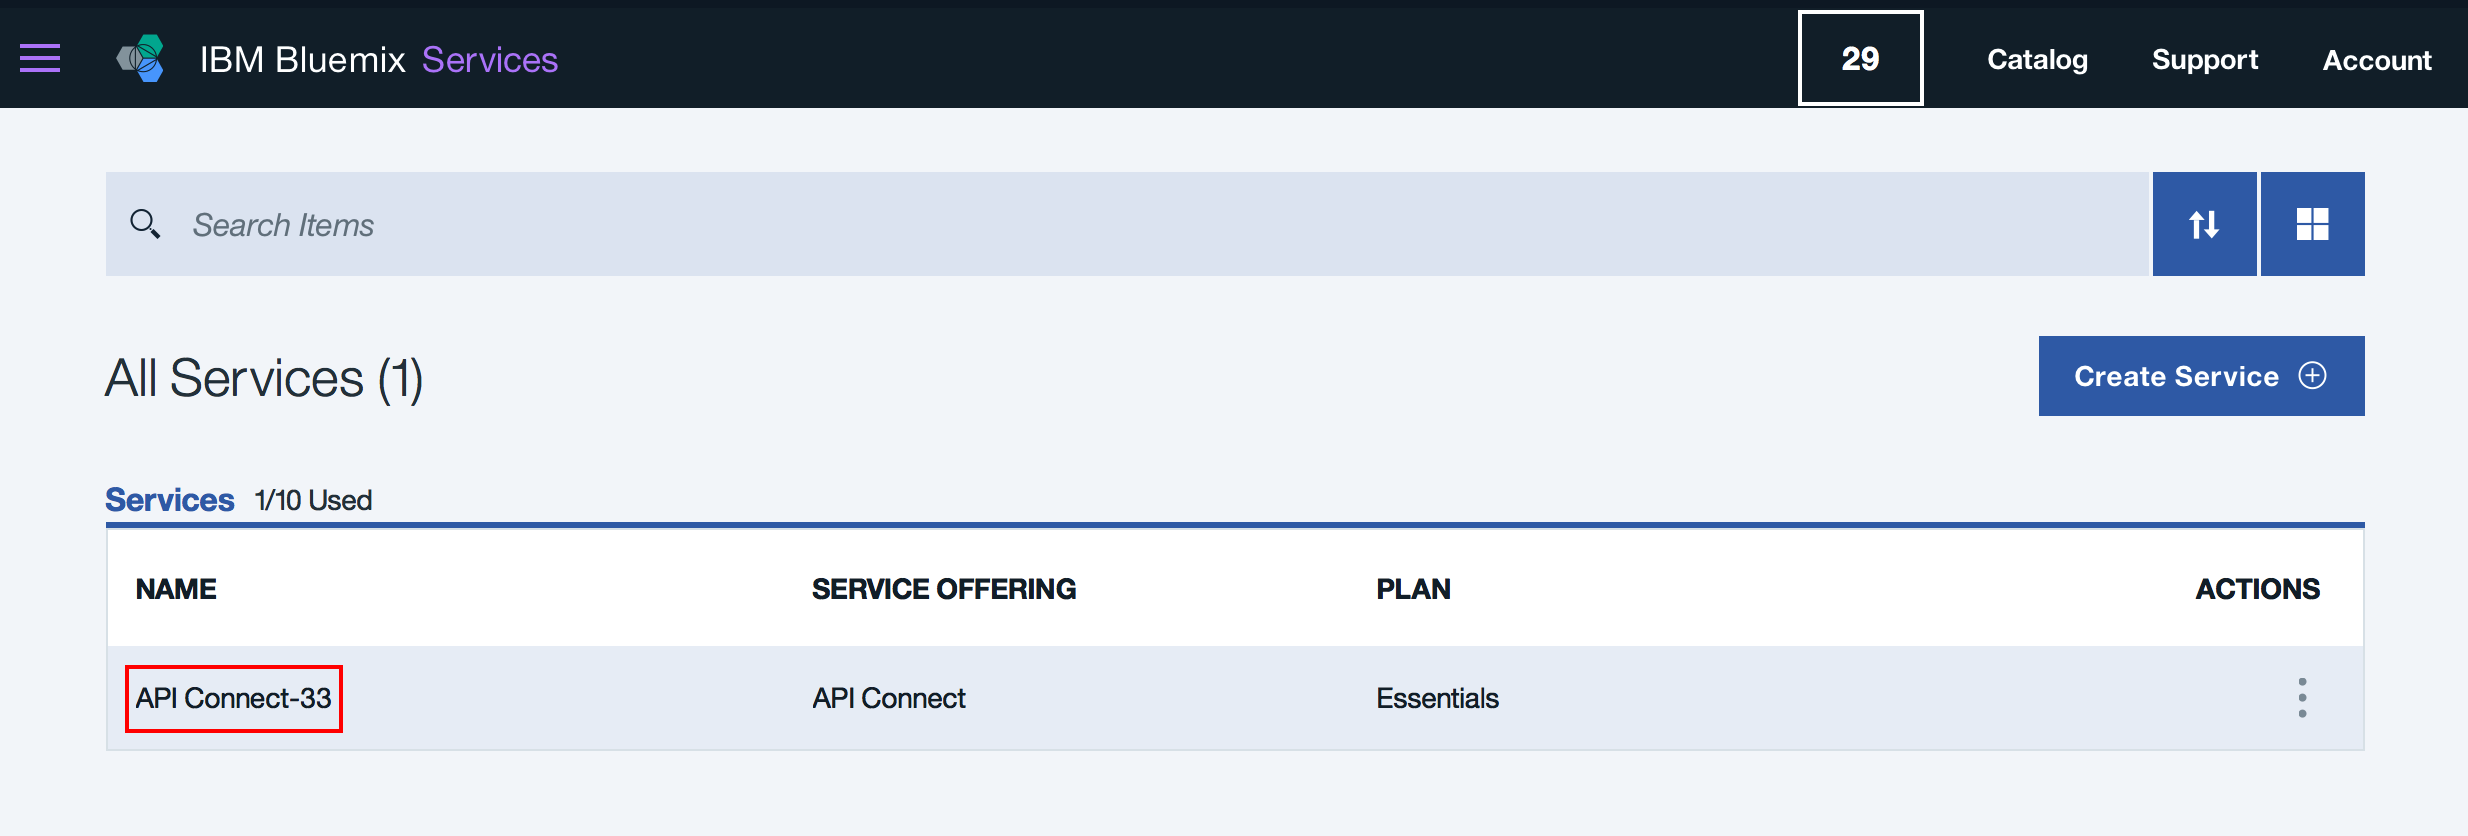 IBM Bluemix Services 29 Catalog Support Account
Search Items
All Services (1) Create Service
Services 1/10 Used
NAME SERVICE OFFERING PLAN ACTIONS
API Connect-33 API Connect Essentials